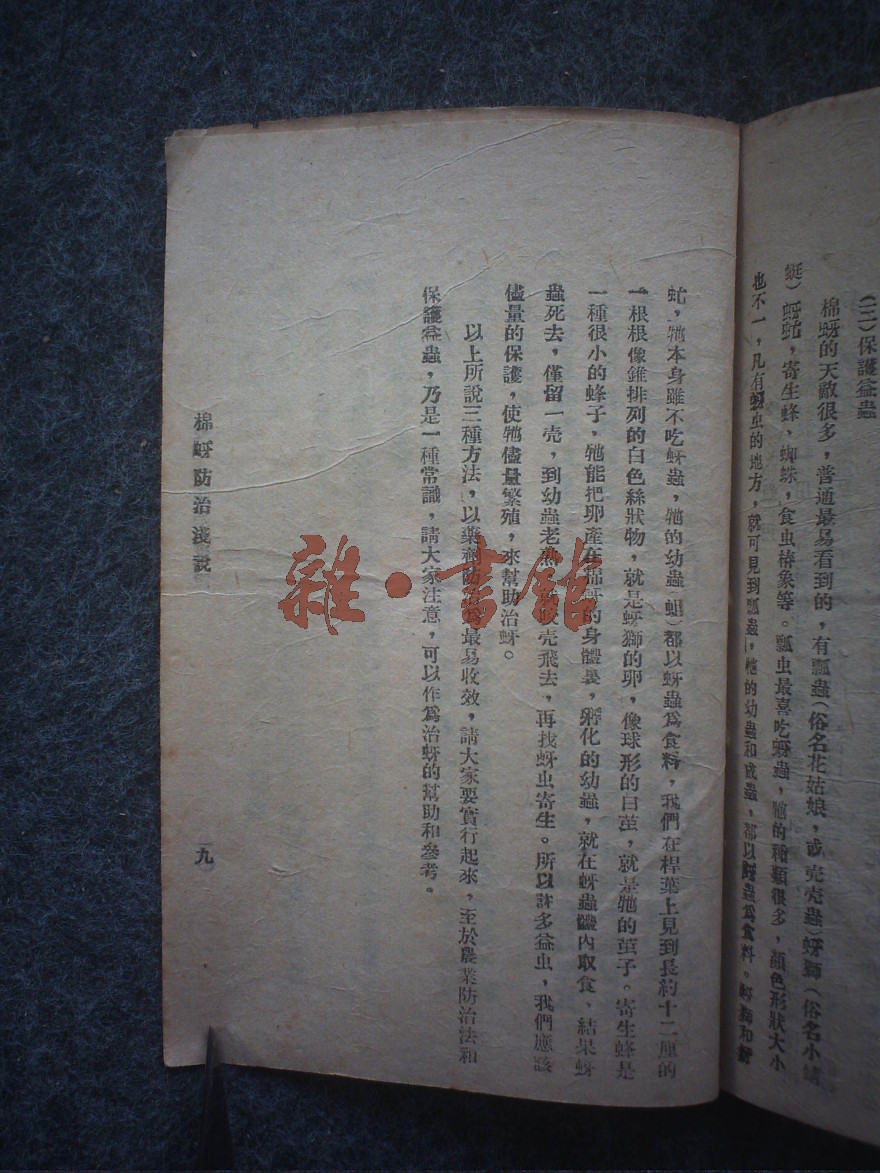 (三)保護益蟲
棉蚜的天敵很多，普通最易看到的，有瓢蟲(俗名花姑娘，或売売蟲)蚜獅(俗名小蜻
蜓)蚜蛇，寄生蜂、蜘蛛，食虫椿象等。瓢虫最喜吃蚜蟲，牠的種類很多，顏色形狀大小
也不一，凡有蚜虫的地方，就可見到瓢蟲，牠的幼蟲和成蟲，都以蚜蟲爲食料。蚜獅和蚜
虻，牠本身雖不吃蚜蟲，牠的幼蟲(蛆)都以蚜蟲爲食料，我們在桿葉上見到長約十二厘的
一根根像錐排列的白色絲狀物，就是蚜獅的卵，像球形的白茧，就是牠的茧子。寄生蜂是
一種很小的蜂子，牠能把卵產在棉蚜的身體裏，孵化的幼蟲，就在蚜蟲體內取食、結果蚜
蟲死去，僅留一売，到幼蟲老熟 破売飛去，再找蚜虫寄生。所以許多益虫，我們應該
儘量的保護，使牠儘量繁殖，來幫助治蚜。
以上所說三種方法，以藥劑防治爲最易收效，請大家要實行起來，至於農業防治法和
保護益蟲，乃是一種常識，請大家注意，可以作爲治蚜的幫助和參考。
棉蚜防治淺說
九
雜·書館